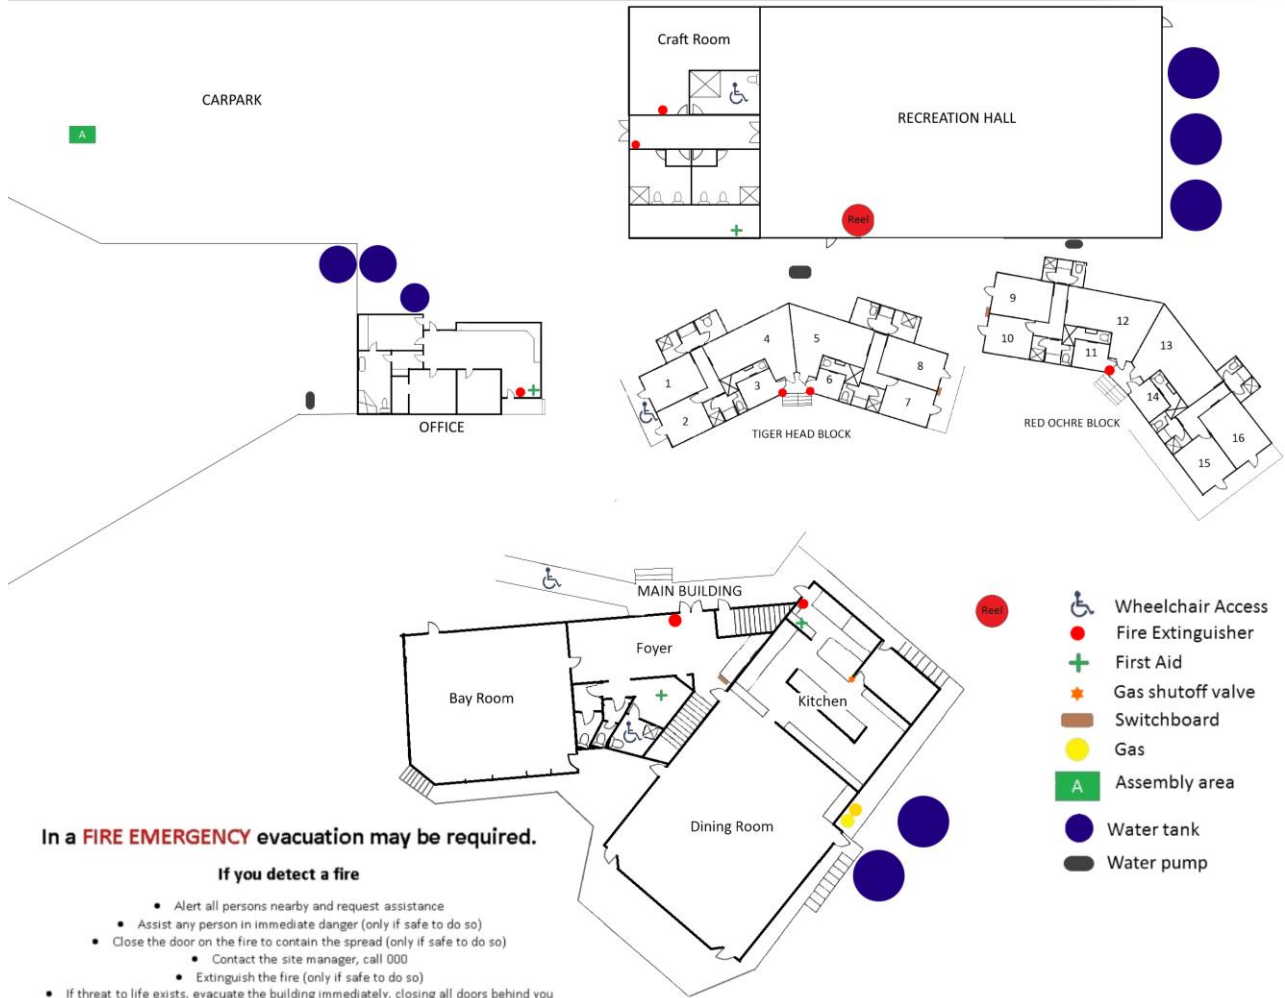 Craft Room
CARPARK
RECREATION HALL
A
Reel
9
10
11
12
13
14
15
16
4
5
1
3
6
8
2
7
OFFICE
TIGER HEAD BLOCK
RED OCHRE BLOCK
MAIN BUILDING
Reel
Foyer
Bay Room
Kitchen
Dining Room
Wheelchair Access
Fire Extinguisher
First Aid
Gas shutoff valve
Switchboard
Gas
A Assembly area
Water tank
Water pump
In a FIRE EMERGENCY evacuation may be required.
If you detect a fire
• Alert all persons nearby and request assistance
• Assist any person in immediate danger (only if safe to do so)
• Close the door on the fire to contain the spread (only if safe to do so)
• Contact the site manager, call 000
• Extinguish the fire (only if safe to do so)
• If threat to life exists, evacuate the building immediately, closing all doors behind you